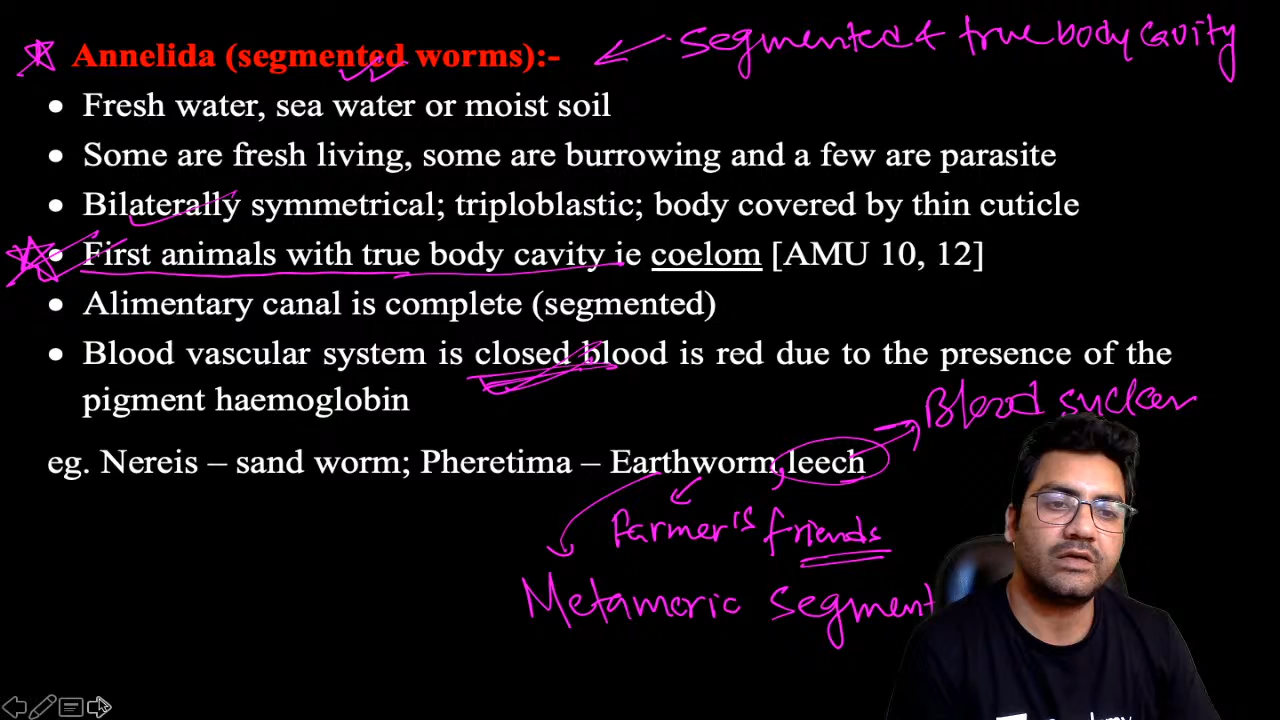 Annelida (segmented worms):-
segmented & true body cavity
• Fresh water, sea water or moist soil
• Some are fresh living, some are burrowing and a few are parasite
• Bilaterally symmetrical; triploblastic; body covered by thin cuticle
• First animals with true body cavity ie coelom [AMU 10, 12]
• Alimentary canal is complete (segmented)
• Blood vascular system is closed blood is red due to the presence of the
pigment haemoglobin
Blood sucker
eg. Nereis – sand worm; Pheretima – Earthworm, leech
Farmer's friends
Metameric segment